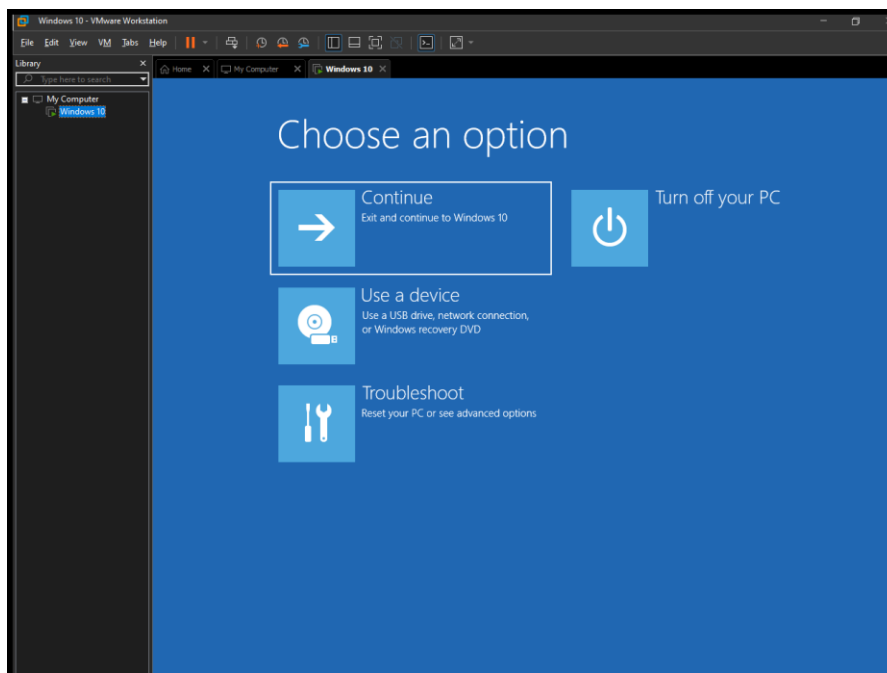 Windows 10 - VMware Workstation
File Edit View VM Tabs Help
Library
Home My Computer Windows 10
Type here to search
My Computer
Windows 10
Choose an option
Continue
Exit and continue to Windows 10
Turn off your PC
Use a device
Use a USB drive, network connection,
or Windows recovery DVD
Troubleshoot
Reset your PC or see advanced options